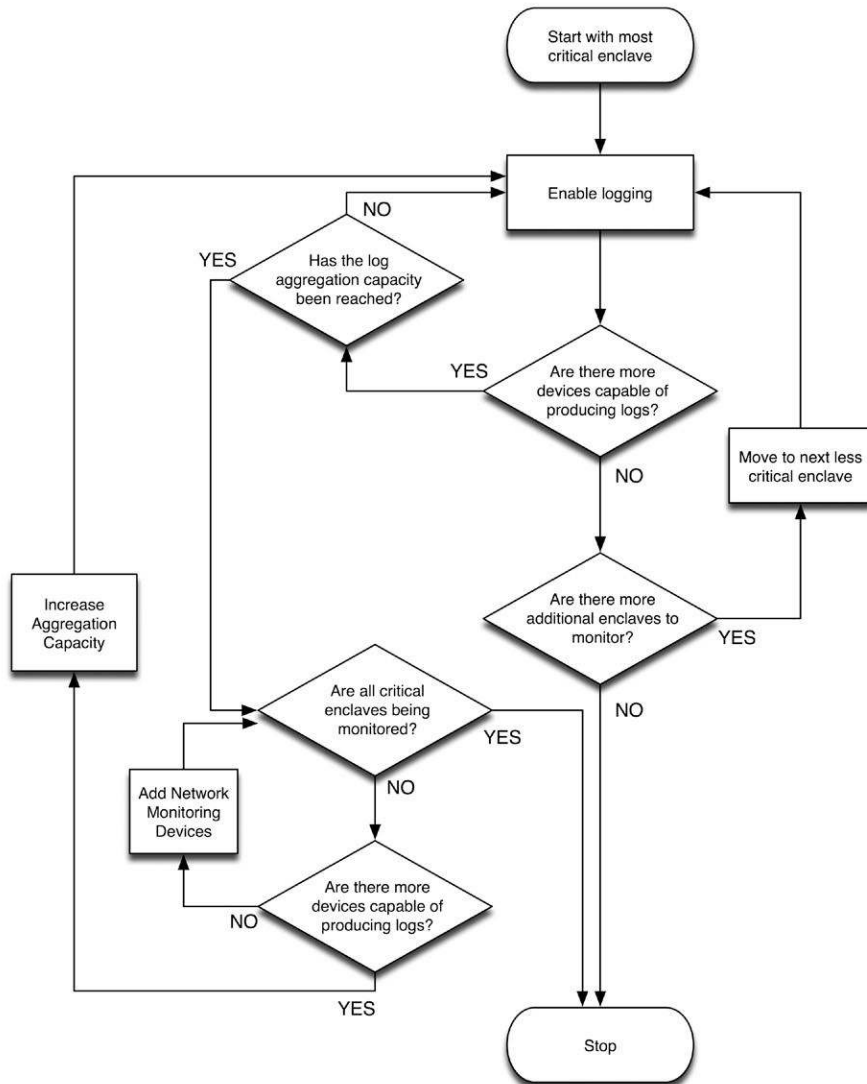 Start with most
critical enclave
Enable logging
NO
YES
Has the log
aggregation capacity
been reached?
YES
Are there more
devices capable of
producing logs?
NO
Move to next less
critical enclave
Increase
Aggregation
Capacity
Are there more
additional enclaves to
monitor?
YES
NO
Are all critical
enclaves being
monitored?
YES
NO
Add Network
Monitoring
Devices
Are there more
devices capable of
producing logs?
NO
YES
Stop